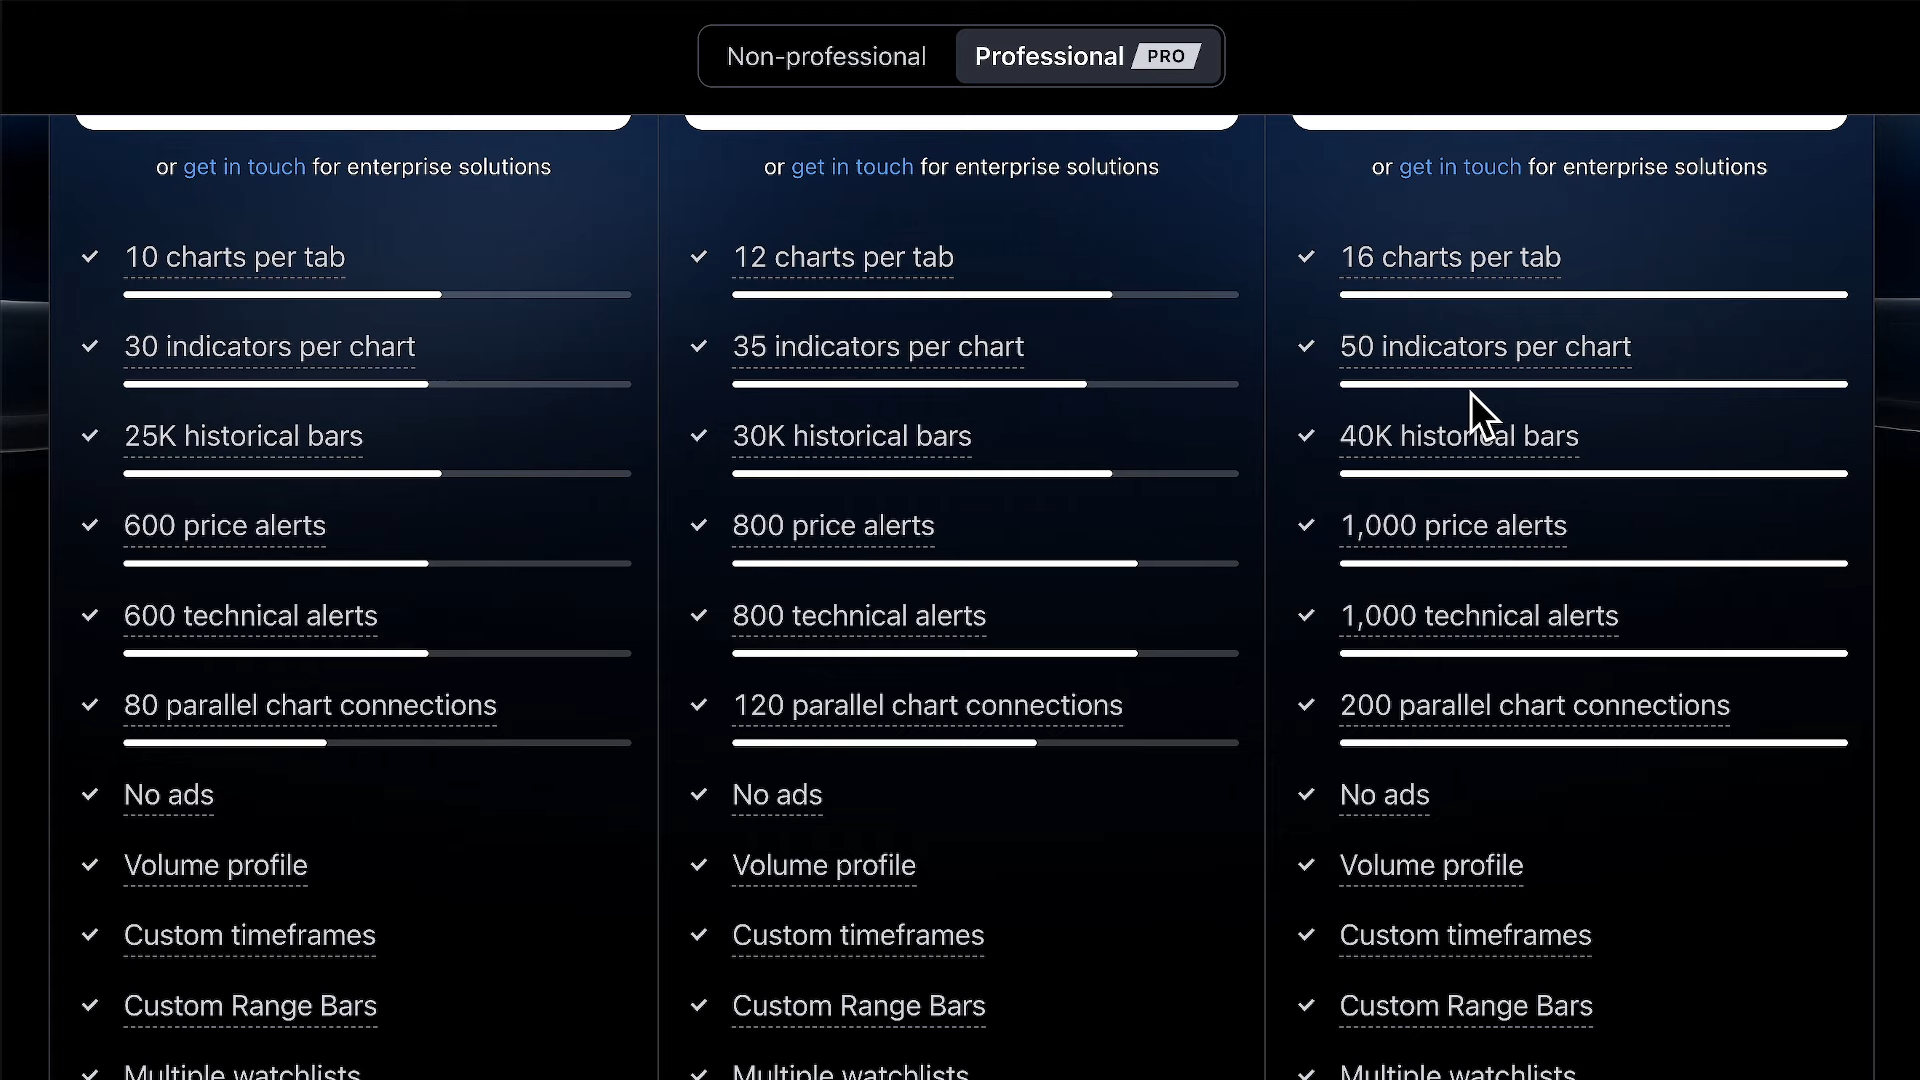 Non-professional
Professional PRO
or get in touch for enterprise solutions
10 charts per tab
30 indicators per chart
25K historical bars
600 price alerts
600 technical alerts
80 parallel chart connections
No ads
Volume profile
Custom timeframes
Custom Range Bars
Multiple watchlists
or get in touch for enterprise solutions
12 charts per tab
35 indicators per chart
30K historical bars
800 price alerts
800 technical alerts
120 parallel chart connections
No ads
Volume profile
Custom timeframes
Custom Range Bars
Multiple watchlists
or get in touch for enterprise solutions
16 charts per tab
50 indicators per chart
40K historical bars
1,000 price alerts
1,000 technical alerts
200 parallel chart connections
No ads
Volume profile
Custom timeframes
Custom Range Bars
Multiple watchlists